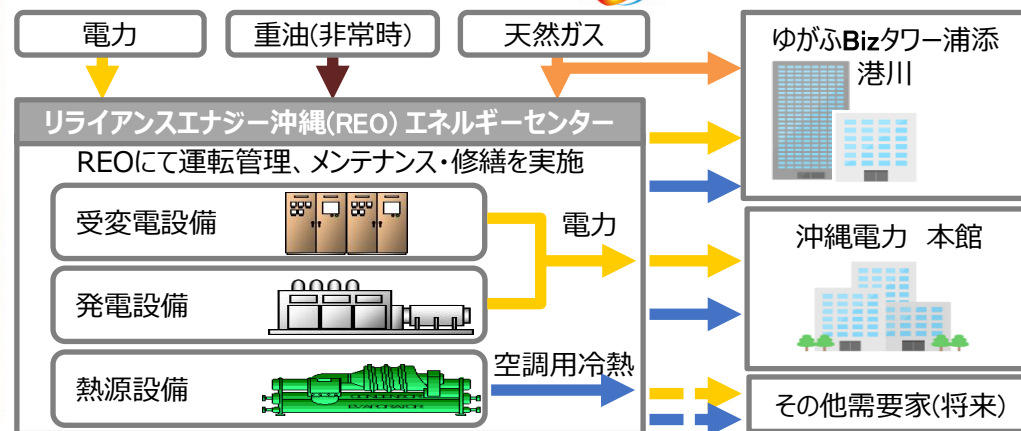 電力
重油(非常時)
天然ガス
ゆがふBizタワー浦添
港川
リライアンスエナジー沖縄(REO) エネルギーセンター
REOにて運転管理、メンテナンス・修繕を実施
受変電設備
電力
沖縄電力 本館
発電設備
空調用冷熱
熱源設備
CONDENSOR
EVAPORATOR
その他需要家(将来)